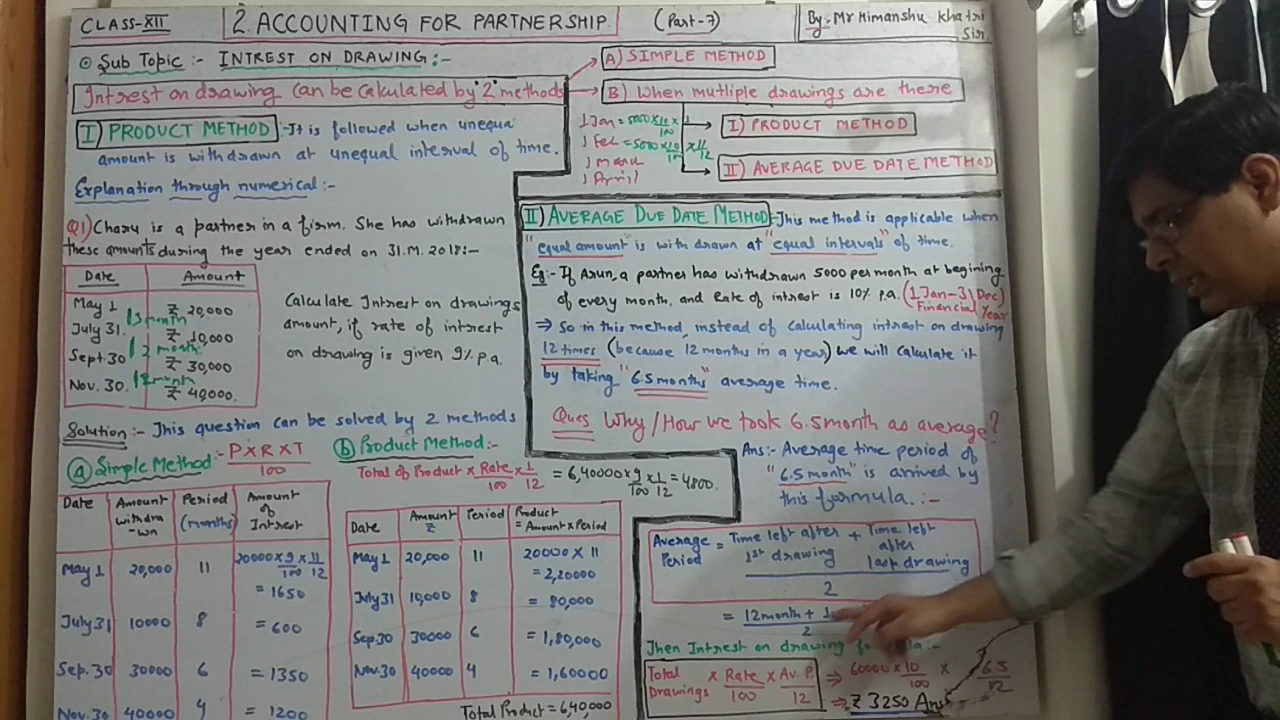 CLASS-XII
2. ACCOUNTING FOR PARTNERSHIP
(Part-7)
By:- Mr Himanshu Khatri
Sir
Sub Topic :- INTREST ON DRAWING :-
Intrest on drawing can be calculated by "2" methods
A) SIMPLE METHOD
B) When mutliple drawings are there
I) PRODUCT METHOD
II) AVERAGE DUE DATE METHOD
1 Jan = 5000 x 10/100 x
1 Feb = 5000 x 10/100 x 11/12
1 March
1 April
I) PRODUCT METHOD :- It is followed when unequal
amount is withdrawn at unequal interval of time.
Explanation through numerical :-
Q1) Charu is a partner in a firm. She has withdrawn
these amounts during the year ended on 31.M.2018:-
Date Amount
May 1 ₹ 20,000
July 31. ₹ 10,000
Sept. 30 ₹ 30,000
Nov. 30. ₹ 40,000.
3 month
2 month
2 month
Calculate Intrest on drawings
amount, if rate of interest
on drawing is given 9% p.a.
Solution:- This question can be solved by 2 methods
(a) Simple Method:- P X R X T / 100
Date Amount withdra-wn Period (months) Amount of Intrest
May 1 20,000 11 20000 x 9/100 x 11/12
= 1650
July 31 10000 8 = 600
Sep. 30 30000 6 = 1350
Nov. 30 40000 4 = 1200
(b) Product Method:-
Total of Product x Rate/100 x 1/12 = 6,40000 x 9/100 x 1/12 = 4800.
Date Amount ₹ Period Product = Amount x Period
May 1 20,000 11 20000 X 11
= 2,20000
July 31 10,000 8 = 80,000
Sep. 30 30000 6 = 1,80,000
Nov. 30 40000 4 = 1,60000
Total Product = 6,40,000
II) AVERAGE DUE DATE METHOD :- This method is applicable when
"equal amount" is with drawn at "equal intervals" of time.
Eg:- If Arun, a partner has withdrawn 5000 per month at begining
of every month, and Rate of intrest is 10% p.a. (1 Jan - 31 Dec)
Financial Year
⇒ So in this method, instead of calculating intrest on drawing
12 times (because 12 months in a year) we will calculate it
by taking "6.5 months" average time.
Ques Why / How we took 6.5 month as average?
Ans:- Average time period of
"6.5 month" is arrived by
this formula. :-
Average Period = Time left after 1st drawing + Time left after last drawing
2
= 12 month + 1
2
Then Intrest on drawing
Total Drawings x Rate/100 x Av. P./12 ⇒ 60000 x 10/100 x 6.5/12
⇒ ₹ 3250 Ans